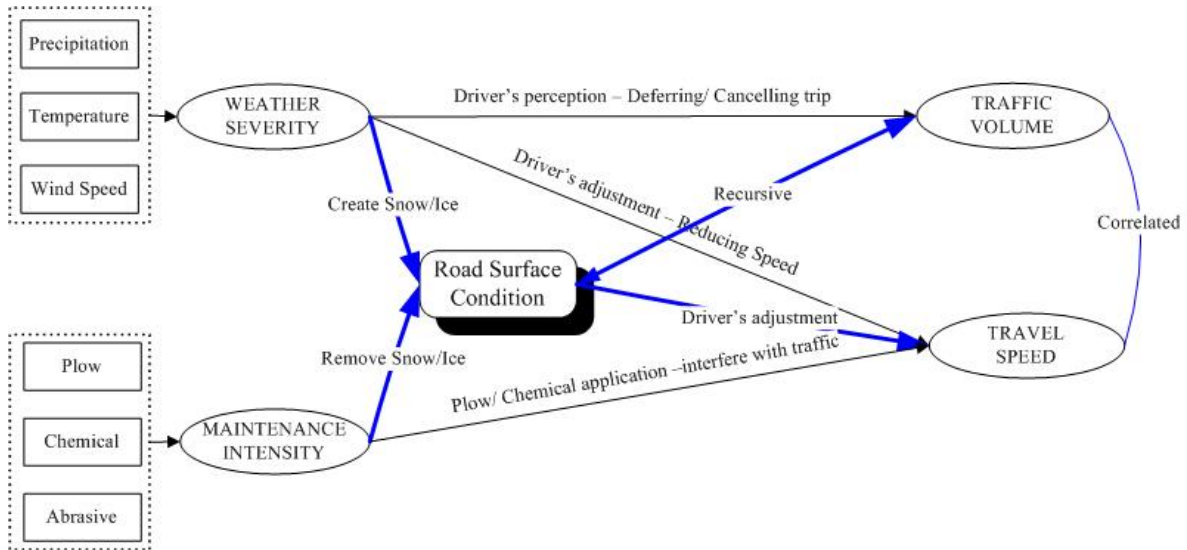 Precipitation
Temperature
Wind Speed
WEATHER
SEVERITY
Driver’s perception – Deferring/ Cancelling trip
TRAFFIC
VOLUME
Driver’s adjustment – Reducing Speed
Recursive
Create Snow/Ice
Correlated
Road Surface
Condition
Driver’s adjustment
TRAVEL
SPEED
Remove Snow/Ice
Plow/ Chemical application –interfere with traffic
Plow
Chemical
Abrasive
MAINTENANCE
INTENSITY